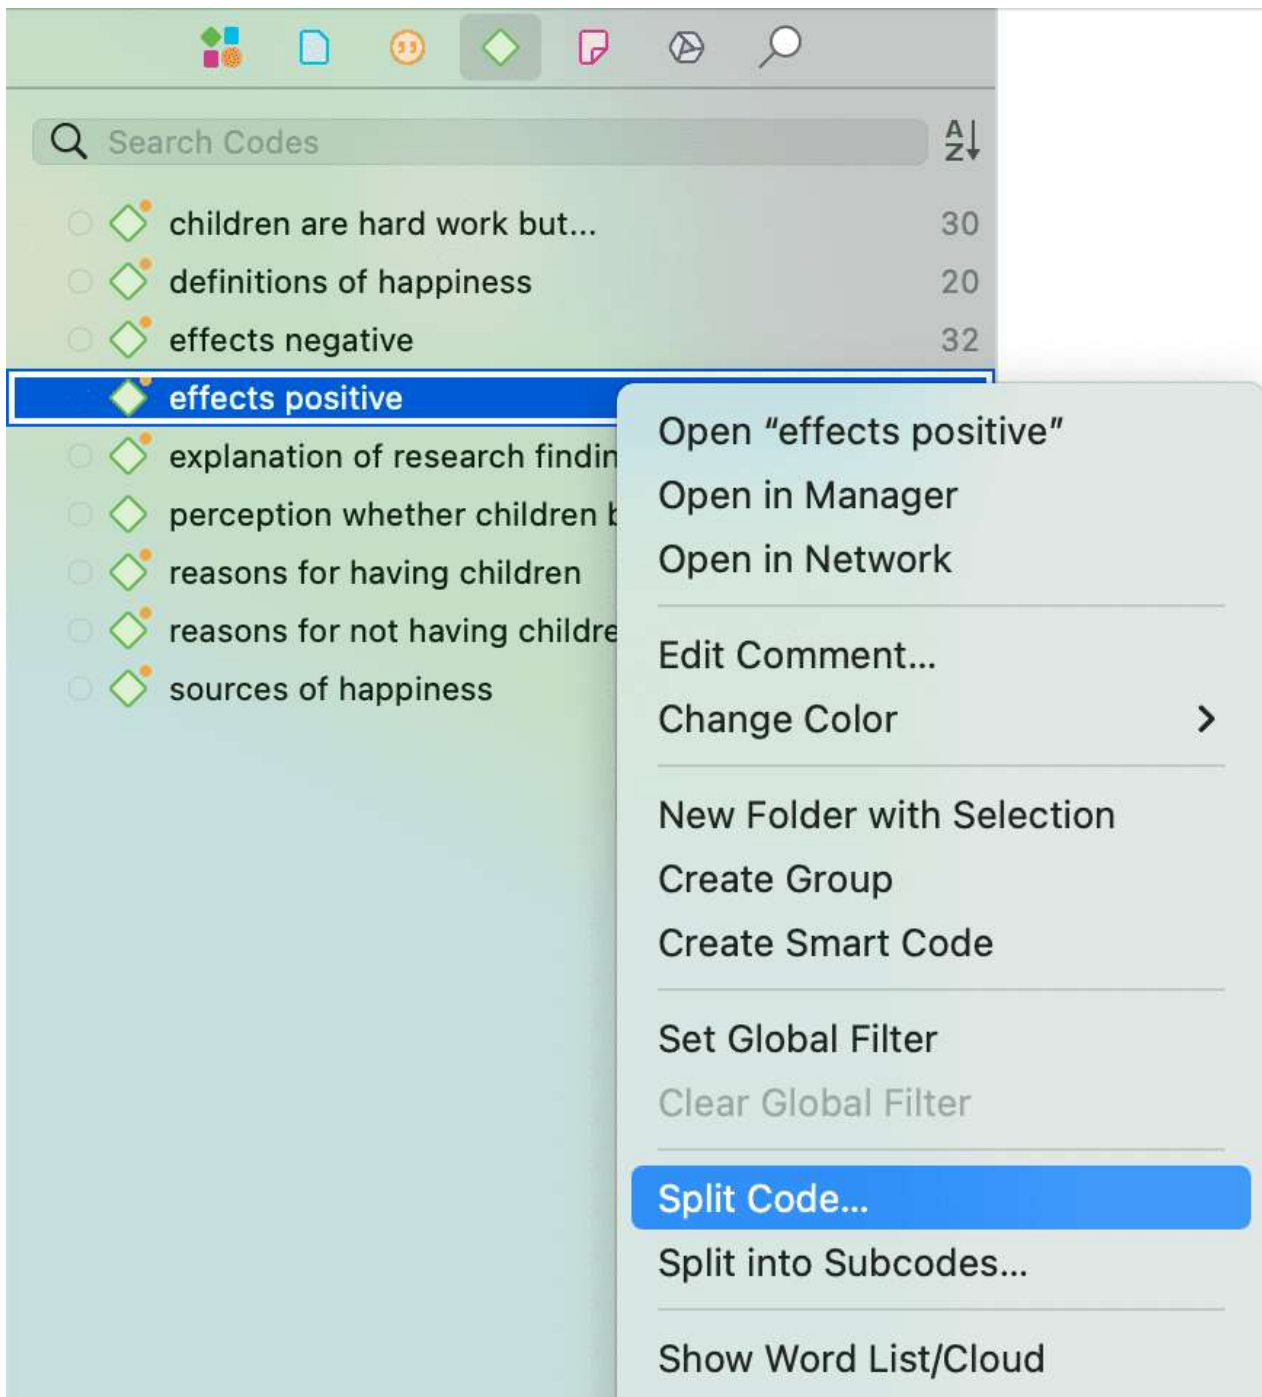 Search Codes
A
Z
children are hard work but... 30
definitions of happiness 20
effects negative 32
effects positive
explanation of research
perception whether children
reasons for having children
reasons for not having
sources of happiness
Open “effects positive”
Open in Manager
Open in Network
Edit Comment...
Change Color
New Folder with Selection
Create Group
Create Smart Code
Set Global Filter
Clear Global Filter
Split Code...
Split into Subcodes...
Show Word List/Cloud